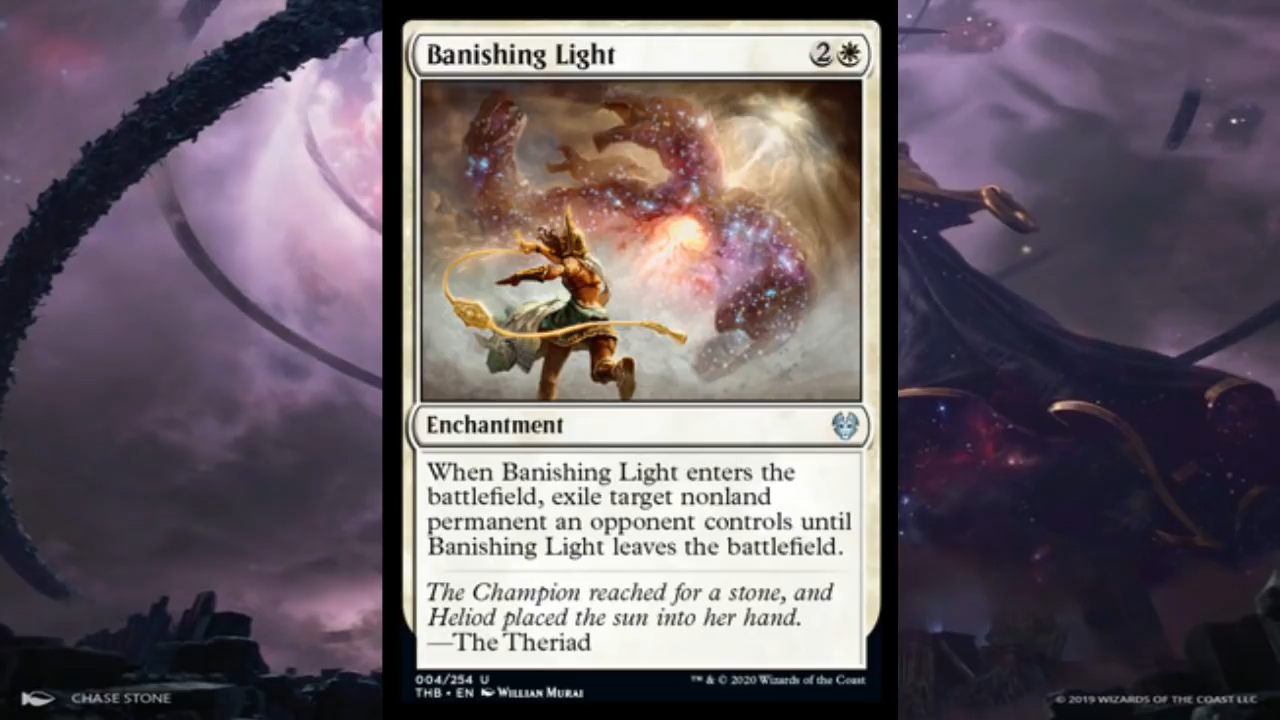 Banishing Light 2
Enchantment
When Banishing Light enters the
battlefield, exile target nonland
permanent an opponent controls until
Banishing Light leaves the battlefield.
The Champion reached for a stone, and
Heliod placed the sun into her hand.
—The Theriad
004/254 U
THB • EN Willian Murai
™ & © 2020 Wizards of the Coast
CHASE STONE
© 2019 WIZARDS OF THE COAST LLC